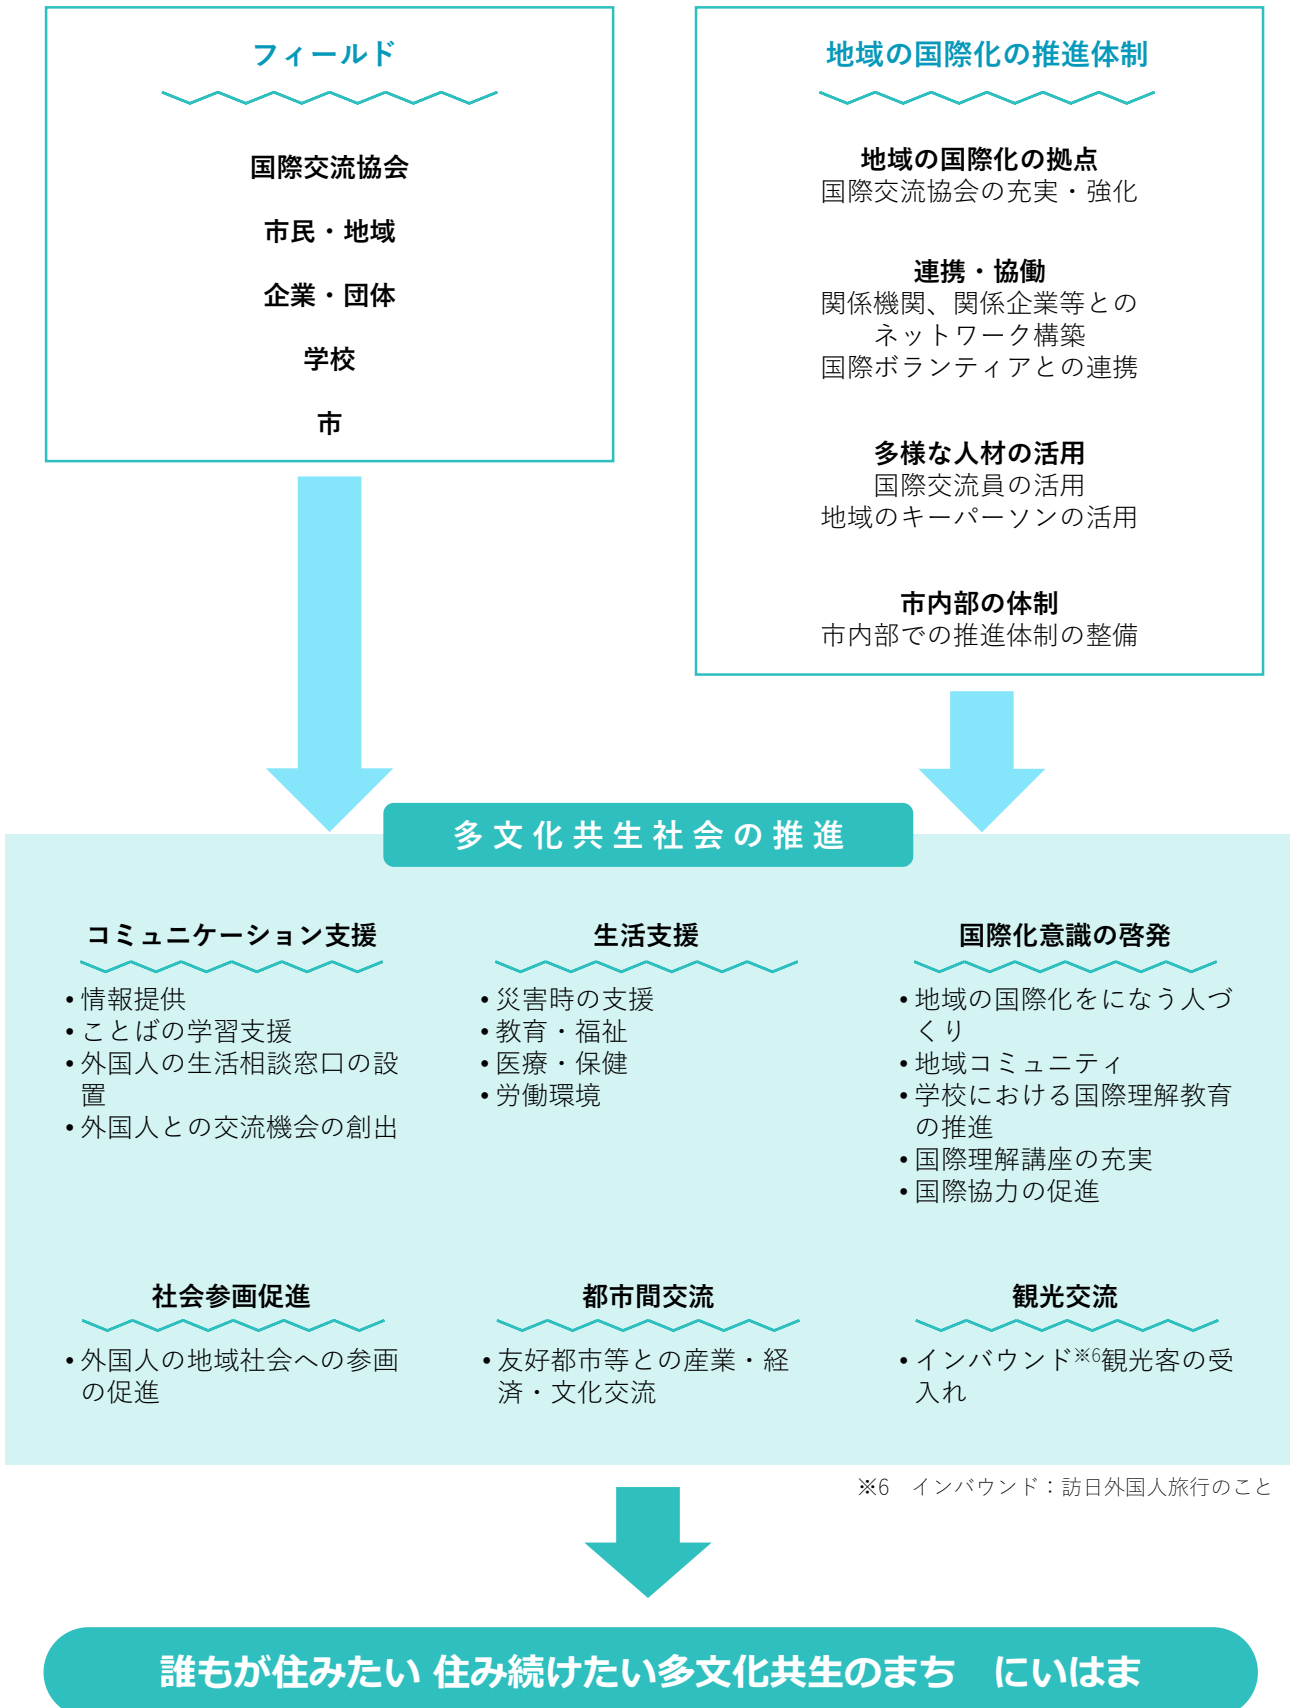 フィールド
国際交流協会
市民・地域
企業・団体
学校
市
地域の国際化の推進体制
地域の国際化の拠点
国際交流協会の充実・強化
連携・協働
関係機関、関係企業等との
ネットワーク構築
国際ボランティアとの連携
多様な人材の活用
国際交流員の活用
地域のキーパーソンの活用
市内部の体制
市内部での推進体制の整備
多文化共生社会の推進
コミュニケーション支援
• 情報提供
• ことばの学習支援
• 外国人の生活相談窓口の設
置
• 外国人との交流機会の創出
生活支援
• 災害時の支援
• 教育・福祉
• 医療・保健
• 労働環境
国際化意識の啓発
• 地域の国際化をになう人づ
くり
• 地域コミュニティ
• 学校における国際理解教育
の推進
• 国際理解講座の充実
• 国際協力の促進
社会参画促進
• 外国人の地域社会への参画
の促進
都市間交流
• 友好都市等との産業・経
済・文化交流
観光交流
• インバウンド※6観光客の受
入れ
※6　インバウンド：訪日外国人旅行のこと
誰もが住みたい 住み続けたい多文化共生のまち　にいはま